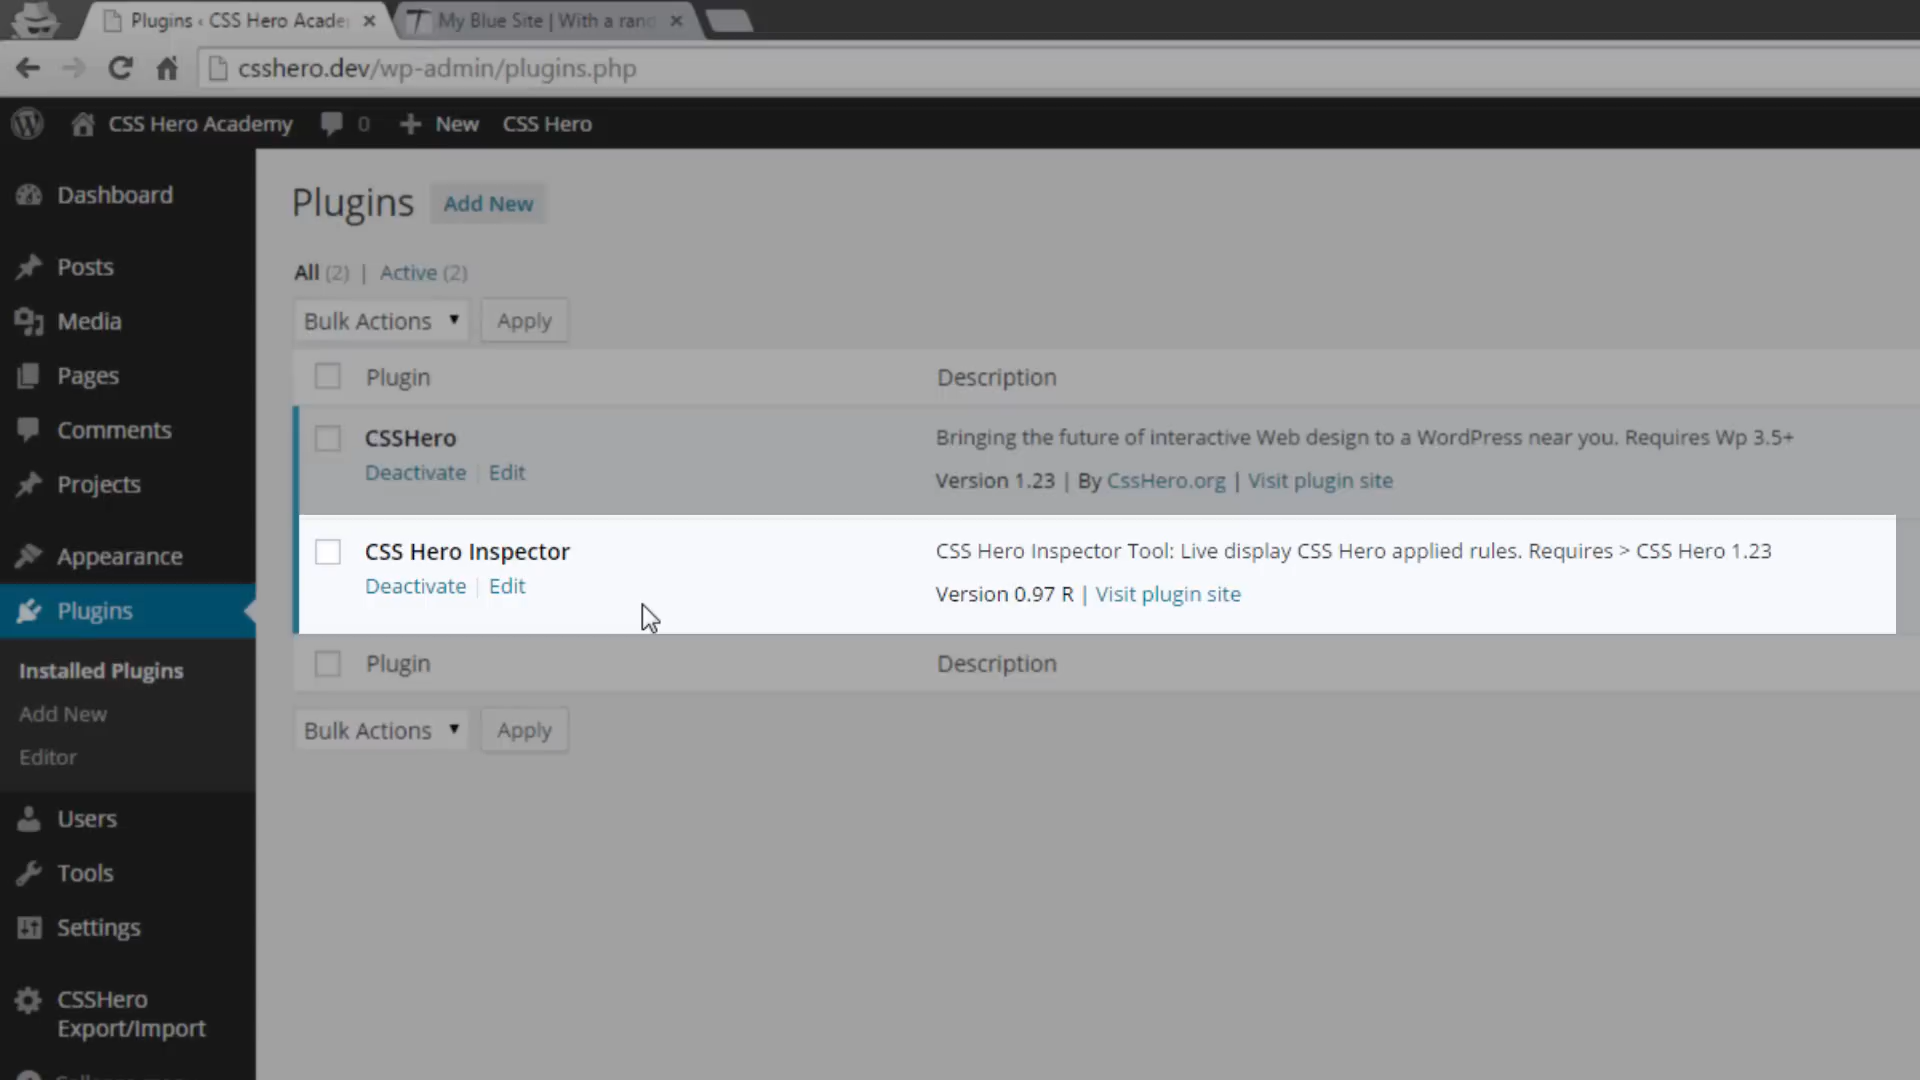 Plugins ‹ CSS Hero Acade
My Blue Site | With a rand
csshero.dev/wp-admin/plugins.php
CSS Hero Academy 0 New CSS Hero
Dashboard
Posts
Media
Pages
Comments
Projects
Appearance
Plugins
Installed Plugins
Add New
Editor
Users
Tools
Settings
CSSHero
Export/Import
Plugins Add New
All (2) | Active (2)
Bulk Actions Apply
Plugin Description
CSSHero
Deactivate | Edit
Bringing the future of interactive Web design to a WordPress near you. Requires Wp 3.5+
Version 1.23 | By CssHero.org | Visit plugin site
CSS Hero Inspector
Deactivate | Edit
CSS Hero Inspector Tool: Live display CSS Hero applied rules. Requires > CSS Hero 1.23
Version 0.97 R | Visit plugin site
Plugin Description
Bulk Actions Apply